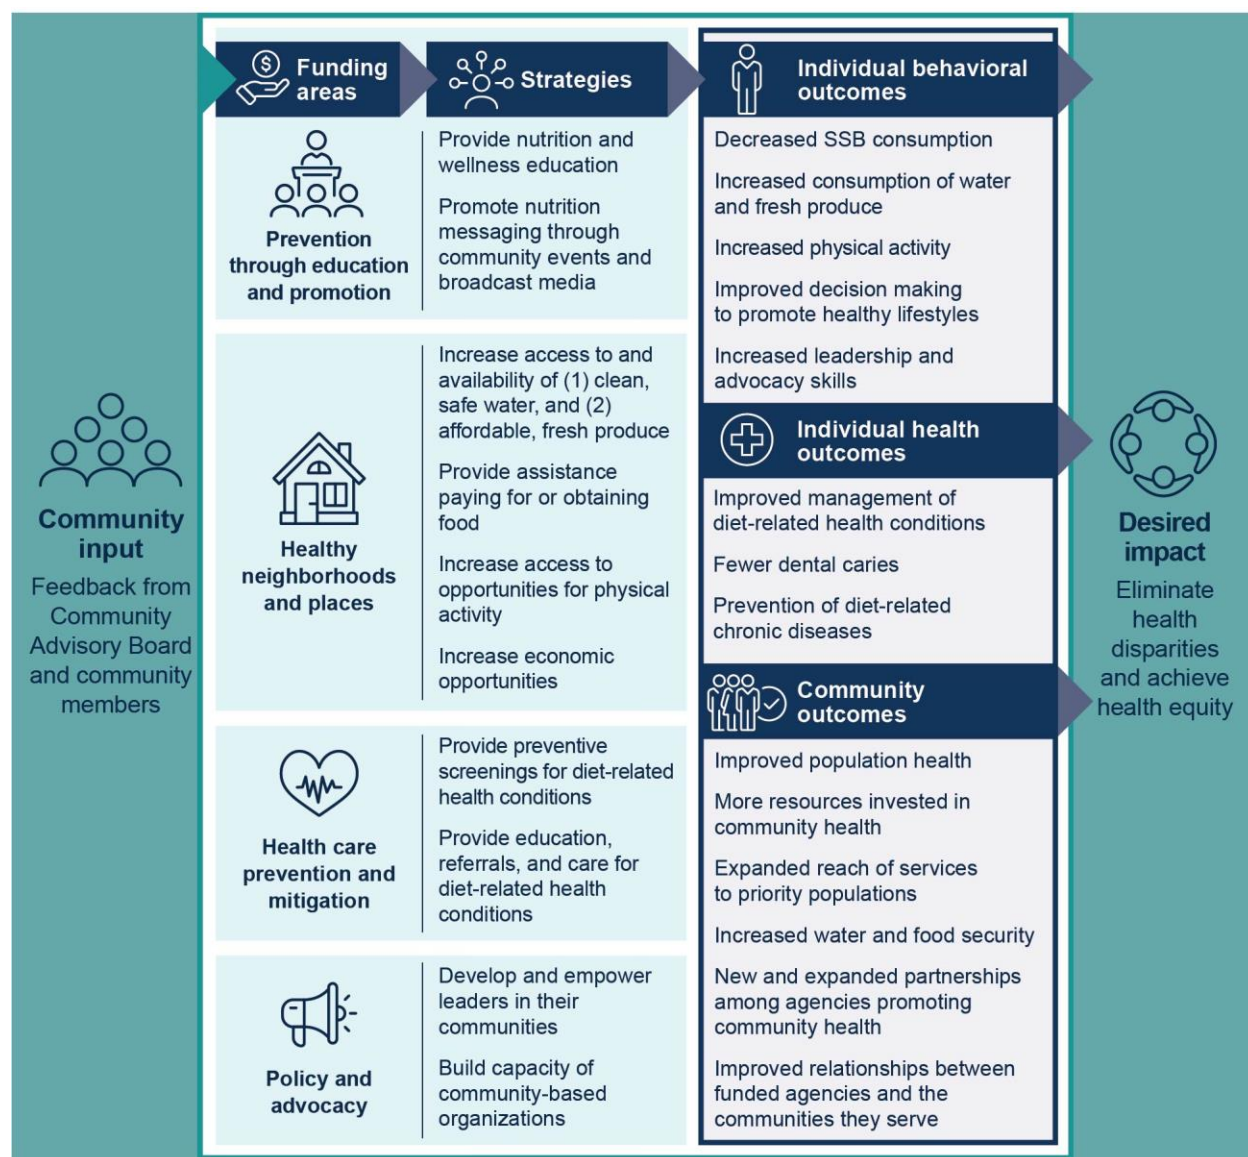 Community
input
Feedback from
Community
Advisory Board
and community
members
Funding
areas
Strategies
Prevention
through education
and promotion
Provide nutrition and
wellness education
Promote nutrition
messaging through
community events and
broadcast media
Healthy
neighborhoods
and places
Increase access to and
availability of (1) clean,
safe water, and (2)
affordable, fresh produce
Provide assistance
paying for or obtaining
food
Increase access to
opportunities for physical
activity
Increase economic
opportunities
Health care
prevention and
mitigation
Provide preventive
screenings for diet-related
health conditions
Provide education,
referrals, and care for
diet-related health
conditions
Policy and
advocacy
Develop and empower
leaders in their
communities
Build capacity of
community-based
organizations
Individual behavioral
outcomes
Decreased SSB consumption
Increased consumption of water
and fresh produce
Increased physical activity
Improved decision making
to promote healthy lifestyles
Increased leadership and
advocacy skills
Individual health
outcomes
Improved management of
diet-related health conditions
Fewer dental caries
Prevention of diet-related
chronic diseases
Community
outcomes
Improved population health
More resources invested in
community health
Expanded reach of services
to priority populations
Increased water and food security
New and expanded partnerships
among agencies promoting
community health
Improved relationships between
funded agencies and the
communities they serve
Desired
impact
Eliminate
health
disparities
and achieve
health equity